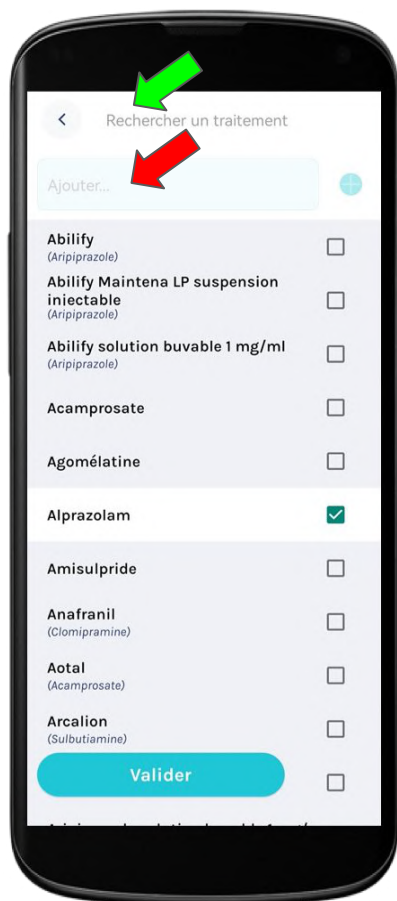 Rechercher un traitement
Ajouter...
Abilify
(Aripiprazole)
Abilify Maintena LP suspension
injectable
(Aripiprazole)
Abilify solution buvable 1 mg/ml
(Aripiprazole)
Acamprosate
Agomélatine
Alprazolam
Amisulpride
Anafranil
(Clomipramine)
Aotal
(Acamprosate)
Arcalion
(Sulbutiamine)
Valider